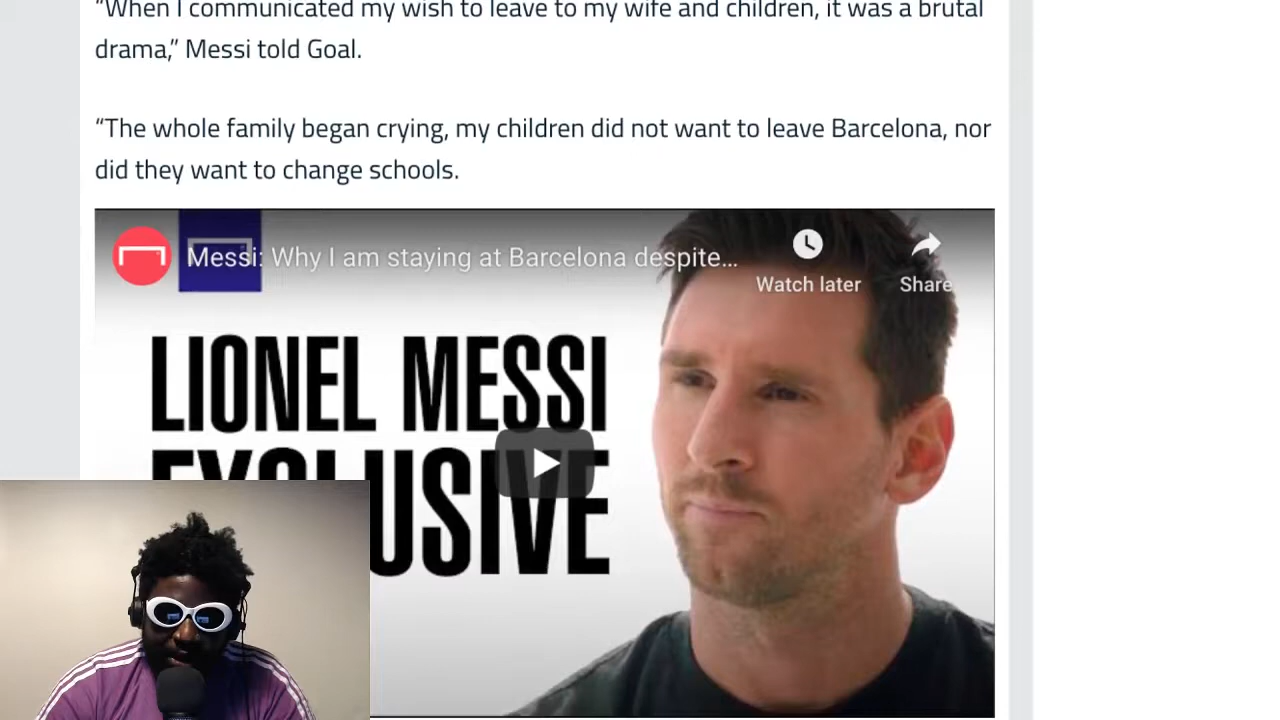 “When I communicated my wish to leave to my wife and children, it was a brutal
drama,” Messi told Goal.
“The whole family began crying, my children did not want to leave Barcelona, nor
did they want to change schools.
Messi: Why I am staying at Barcelona despite...
Watch later
Share
LIONEL MESSI
EXCLUSIVE